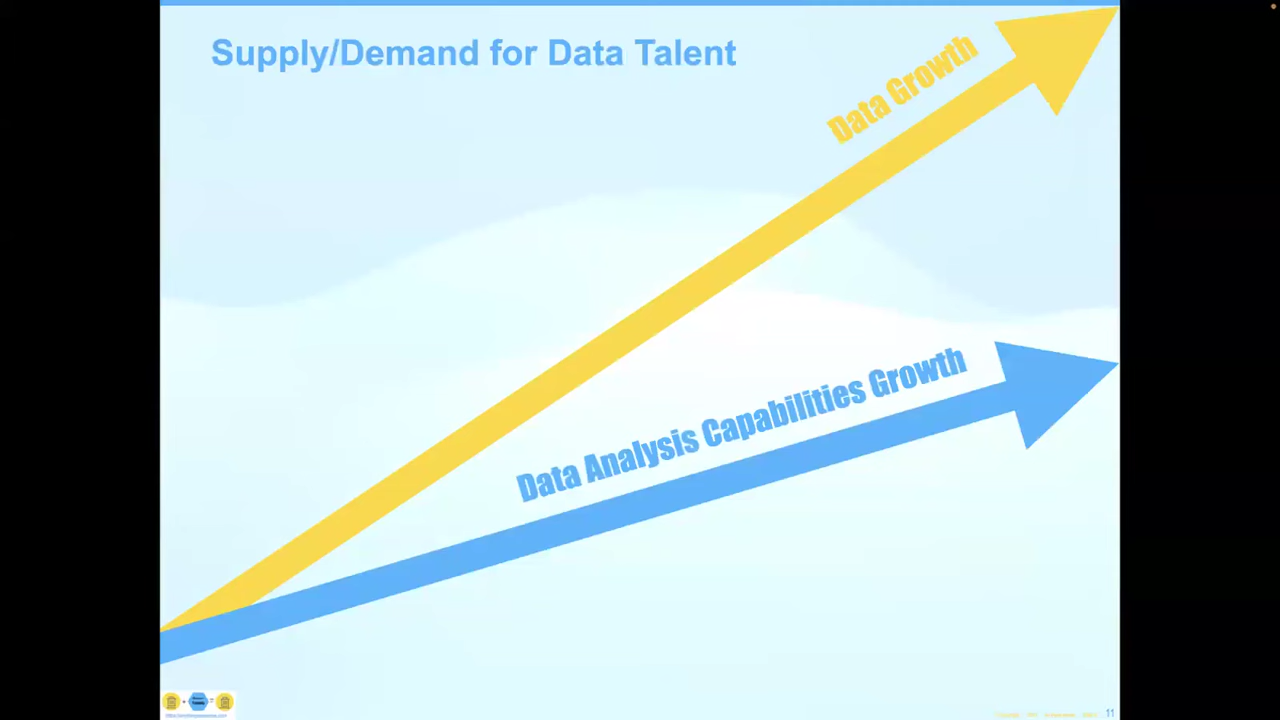 Supply/Demand for Data Talent
Data Growth
Data Analysis Capabilities Growth
11